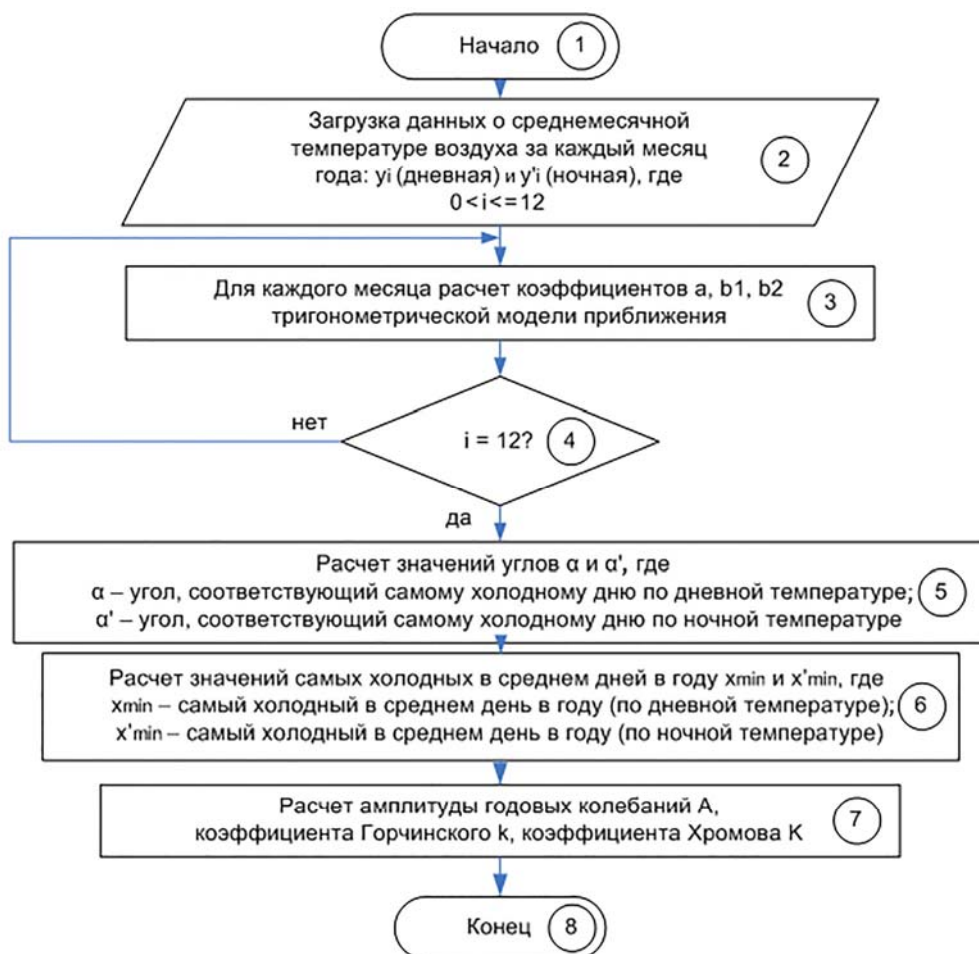 Начало 1
Загрузка данных о среднемесячной
температуре воздуха за каждый месяц
года: yi (дневная) и y'i (ночная), где
0 < i <= 12
2
Для каждого месяца расчет коэффициентов a, b1, b2
тригонометрической модели приближения
3
i = 12? 4
нет
да
Расчет значений углов α и α', где
α – угол, соответствующий самому холодному дню по дневной температуре;
α' – угол, соответствующий самому холодному дню по ночной температуре
5
Расчет значений самых холодных в среднем дней в году xmin и x'min, где
xmin – самый холодный в среднем день в году (по дневной температуре);
x'min – самый холодный в среднем день в году (по ночной температуре)
6
Расчет амплитуды годовых колебаний А,
коэффициента Горчинского k, коэффициента Хромова К
7
Конец 8